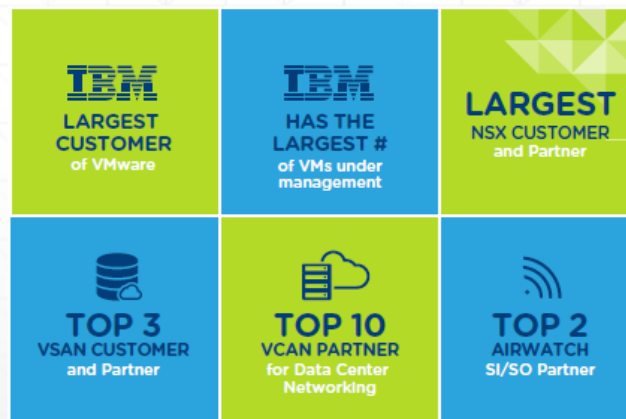 IBM
LARGEST
CUSTOMER
of VMware
IBM
HAS THE
LARGEST #
of VMs under
management
LARGEST
NSX CUSTOMER
and Partner
TOP 3
VSAN CUSTOMER
and Partner
TOP 10
VCAN PARTNER
for Data Center
Networking
TOP 2
AIRWATCH
SI/SO Partner